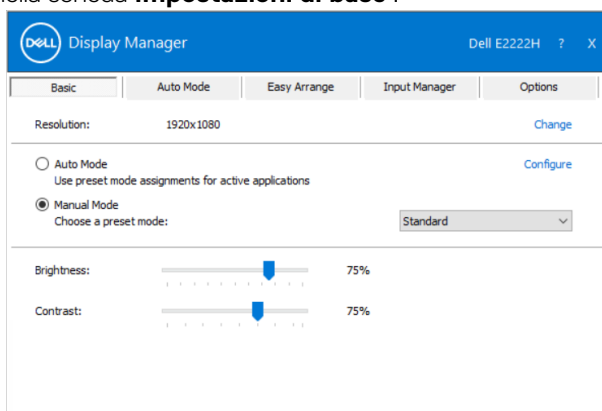 impostazioni di base
DELL Display Manager Dell E2222H ? X
Basic Auto Mode Easy Arrange Input Manager Options
Resolution: 1920x1080 Change
Auto Mode Configure
Use preset mode assignments for active applications
Manual Mode
Choose a preset mode: Standard
Brightness: 75%
Contrast: 75%